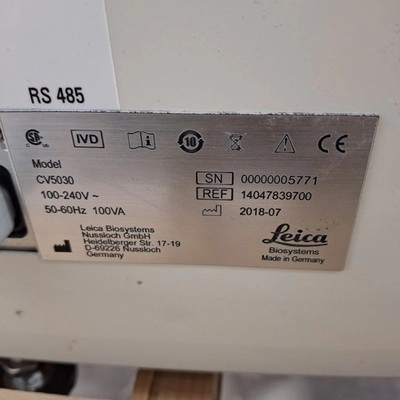 RS 485
IVD
10
CE
Model
CV5030
100-240V ~
50-60Hz 100VA
SN 00000005771
REF 14047839700
2018-07
Leica Biosystems
Nussloch GmbH
Heidelberger Str. 17-19
D-69226 Nussloch
Germany
Leica
Biosystems
Made in Germany